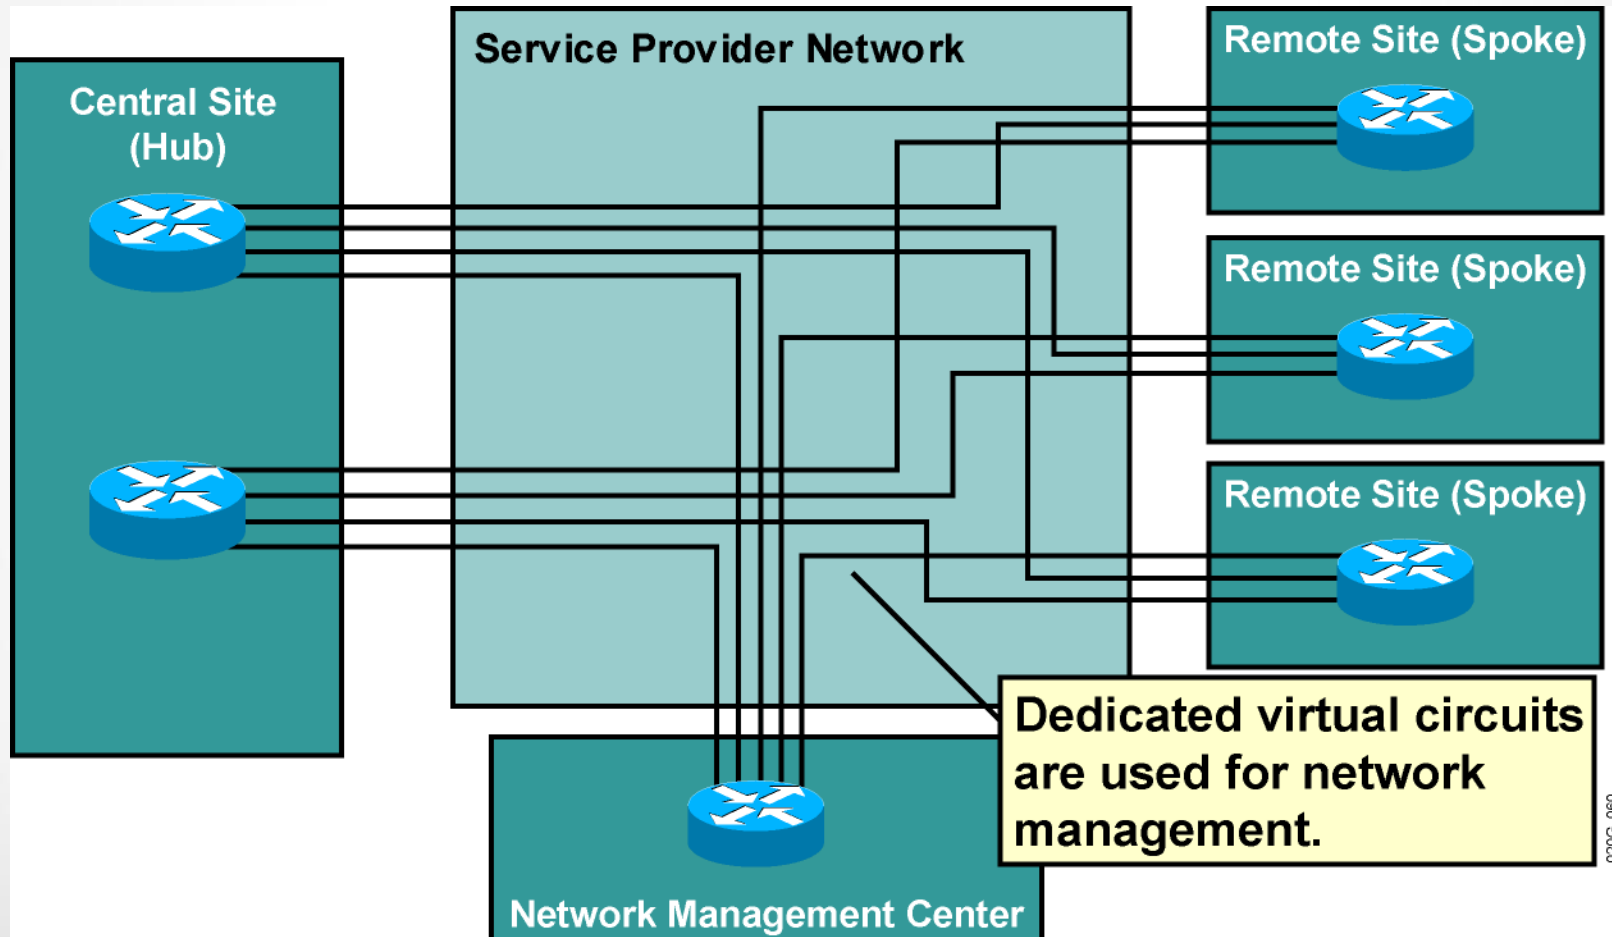 Service Provider Network
Central Site
(Hub)
Remote Site (Spoke)
Remote Site (Spoke)
Remote Site (Spoke)
Dedicated virtual circuits
are used for network
management.
Network Management Center